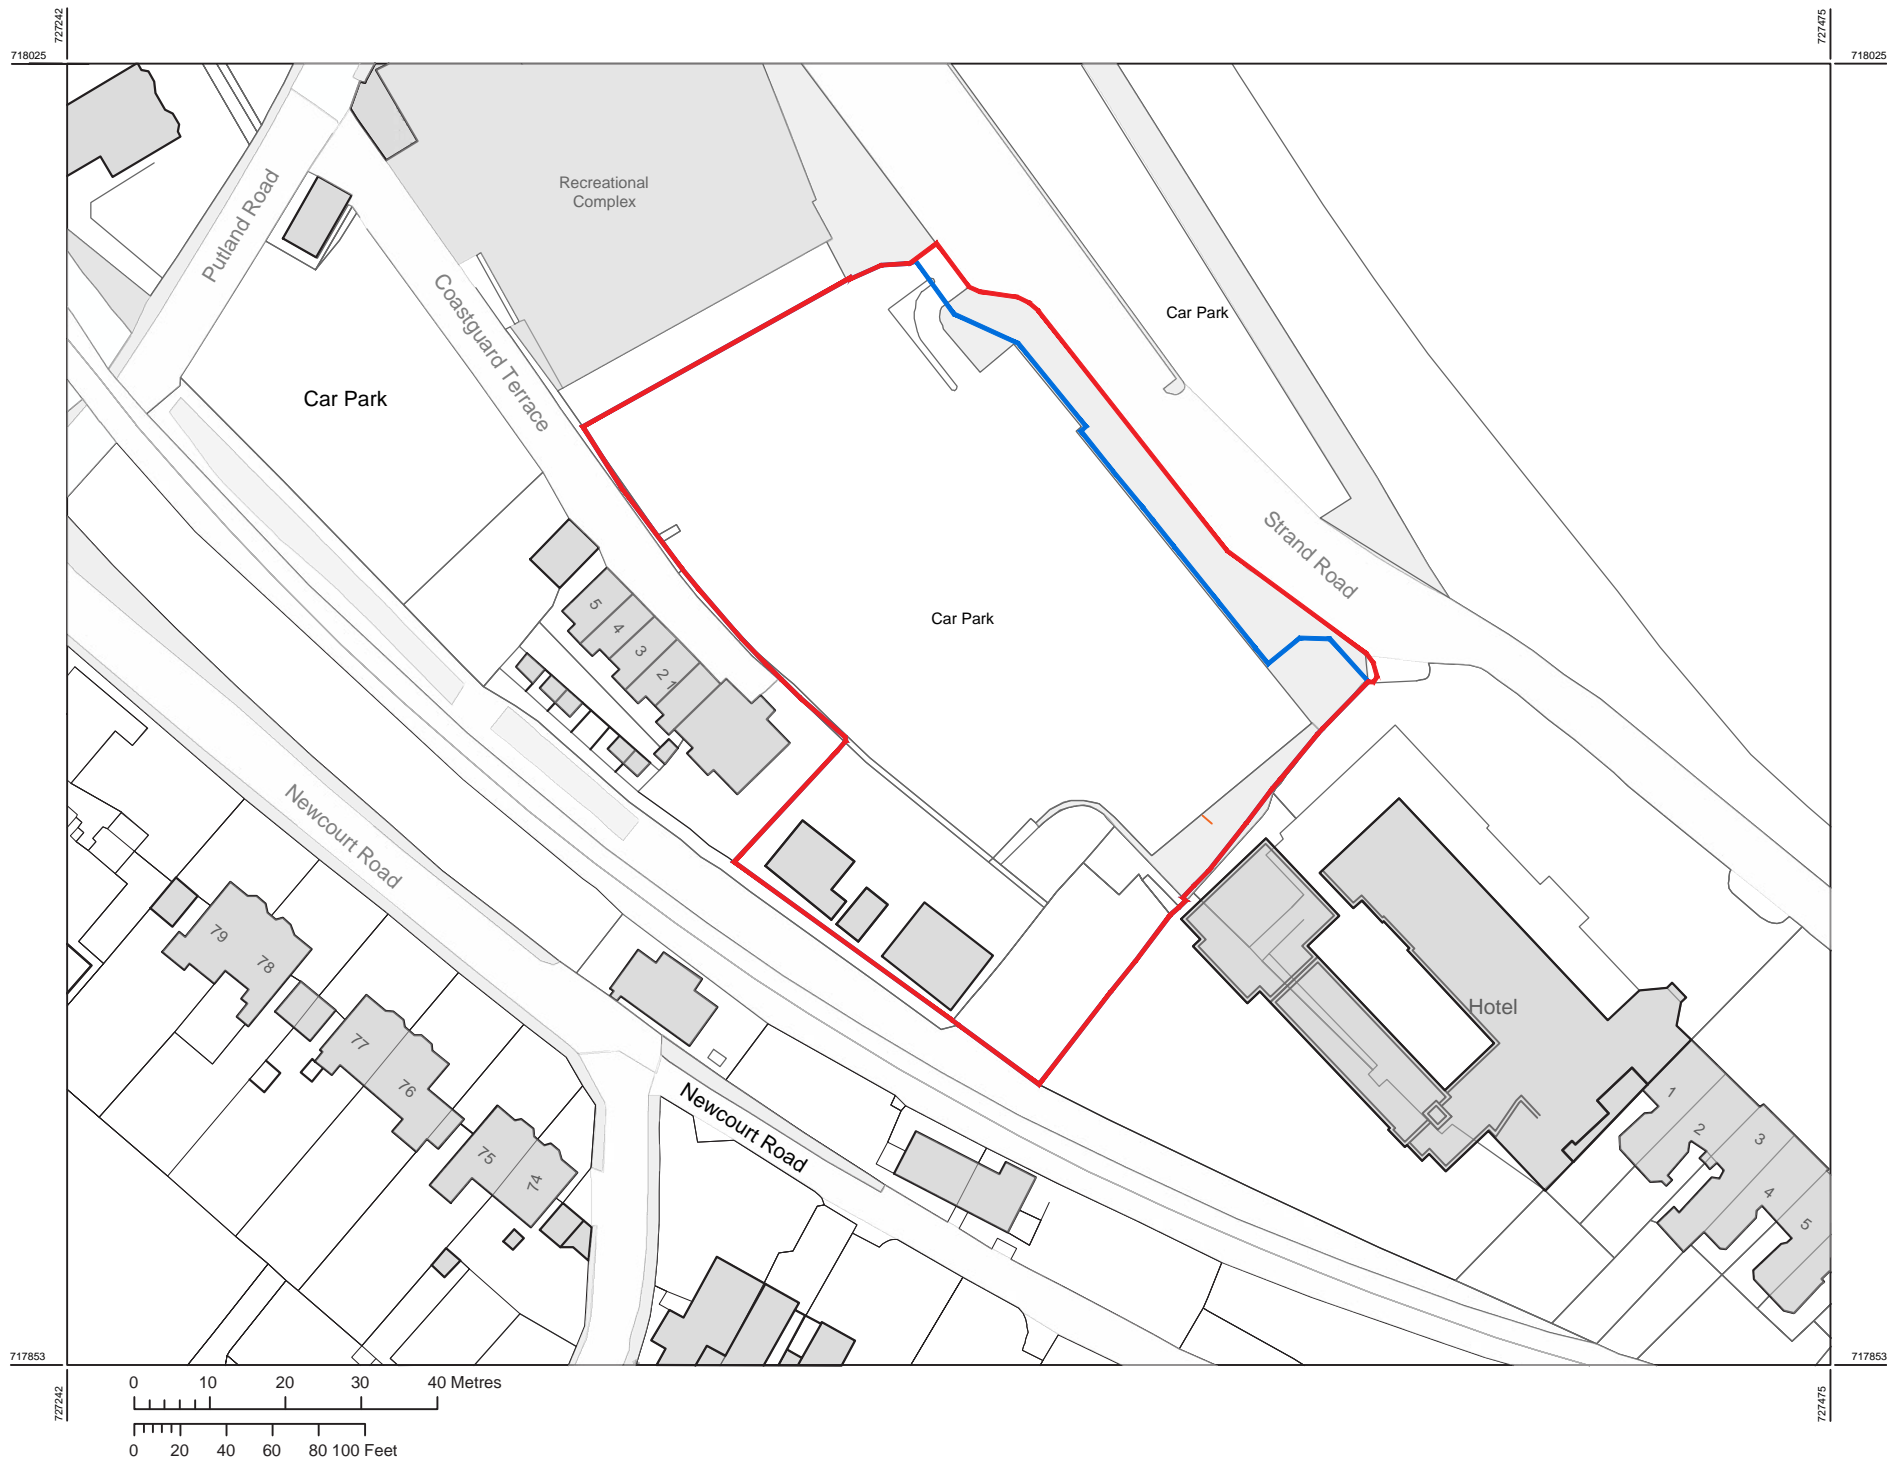 727242
727475
718025
718025
Putland Road
Recreational
Complex
Coastguard Terrace
Car Park
Car Park
Strand Road
Car Park
5
4
3
2
1
Newcourt Road
79
78
77
76
75
74
Newcourt Road
Hotel
1
2
3
4
5
717853
717853
727242
727475
0 10 20 30 40 Metres
0 20 40 60 80 100 Feet